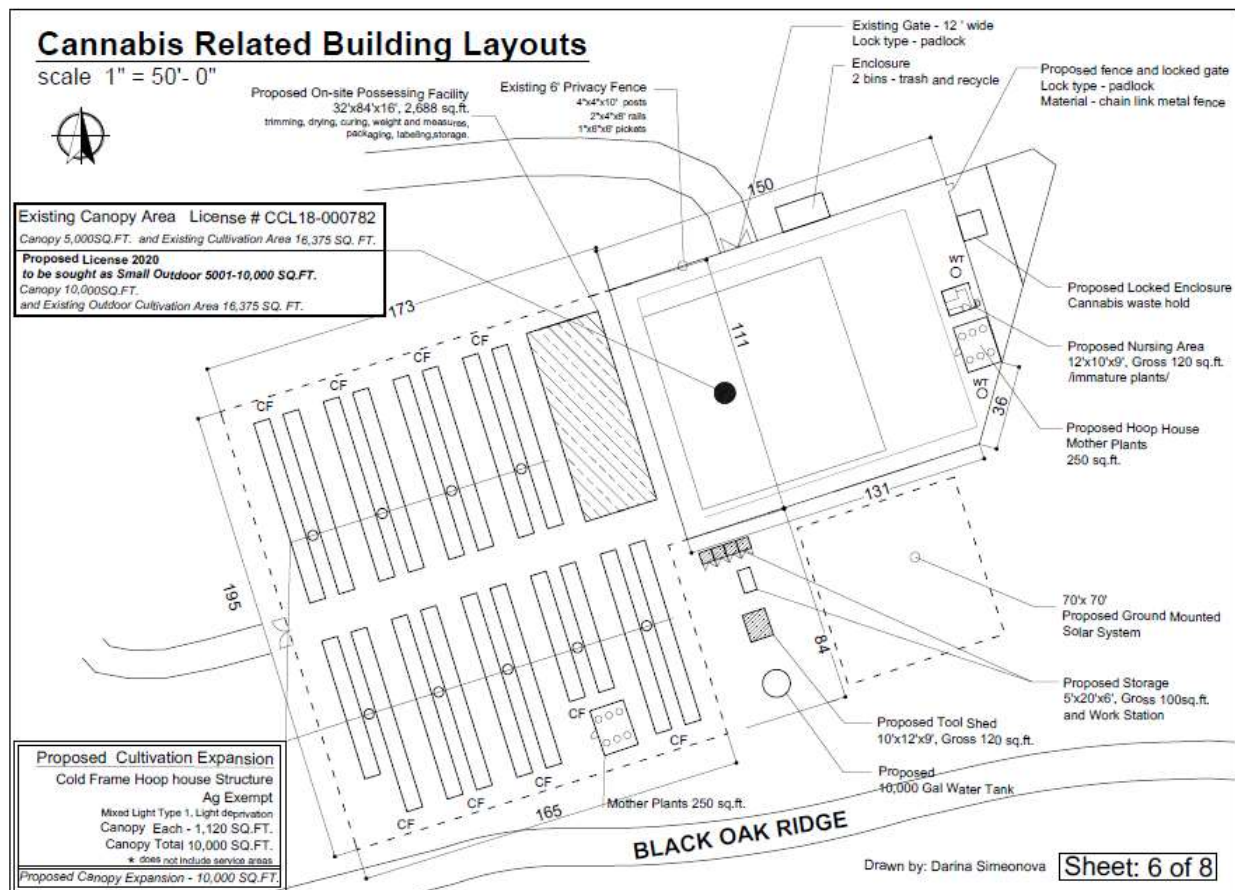 Cannabis Related Building Layouts
scale 1" = 50'- 0"
Proposed On-site Possessing Facility
32'x84'x16', 2,688 sq.ft.
trimming, drying, curing, weight and measures,
packaging, labeling,storage.
Existing 6' Privacy Fence
4"x4"x10' posts
2"x4"x8' rails
1"x6"x6' pickets
Existing Gate - 12 ' wide
Lock type - padlock
Enclosure
2 bins - trash and recycle
Proposed fence and locked gate
Lock type - padlock
Material - chain link metal fence
Existing Canopy Area License # CCL18-000782
Canopy 5,000SQ.FT. and Existing Cultivation Area 16,375 SQ. FT.
Proposed License 2020
to be sought as Small Outdoor 5001-10,000 SQ.FT.
Canopy 10,000SQ.FT.
and Existing Outdoor Cultivation Area 16,375 SQ. FT.
150
173
111
WT
Proposed Locked Enclosure
Cannabis waste hold
Proposed Nursing Area
12'x10'x9', Gross 120 sq.ft.
/immature plants/
WT
36
Proposed Hoop House
Mother Plants
250 sq.ft.
CF
CF
CF
CF
131
195
84
70'x 70'
Proposed Ground Mounted
Solar System
Proposed Storage
5'x20'x6', Gross 100sq.ft.
and Work Station
Proposed Tool Shed
10'x12'x9', Gross 120 sq.ft.
Proposed
10,000 Gal Water Tank
CF
CF
CF
CF
CF
Mother Plants 250 sq.ft.
165
Proposed Cultivation Expansion
Cold Frame Hoop house Structure
Ag Exempt
Mixed Light Type 1, Light deprivation
Canopy Each - 1,120 SQ.FT.
Canopy Total 10,000 SQ.FT.
* does not include service areas
Proposed Canopy Expansion - 10,000 SQ.FT.
BLACK OAK RIDGE
Drawn by: Darina Simeonova
Sheet: 6 of 8